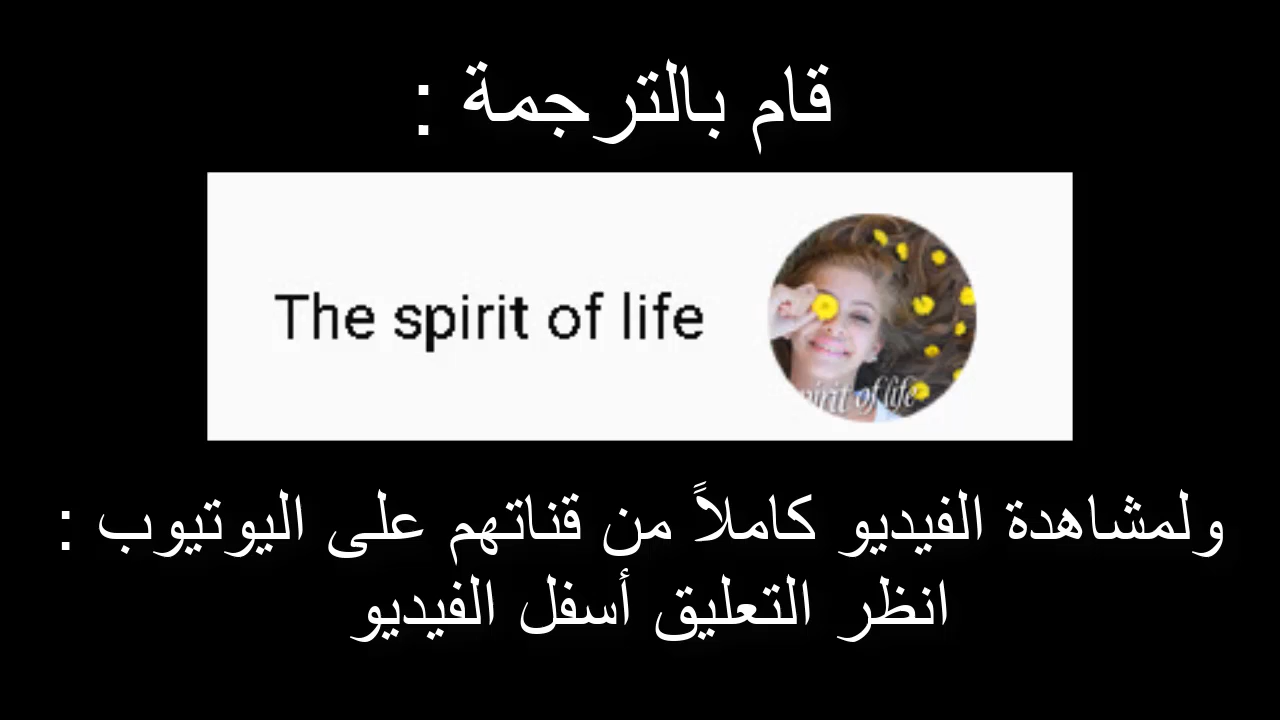 قام بالترجمة :
The spirit of life
spirit of life
ولمشاهدة الفيديو كاملاً من قناتهم على اليوتيوب :
انظر التعليق أسفل الفيديو